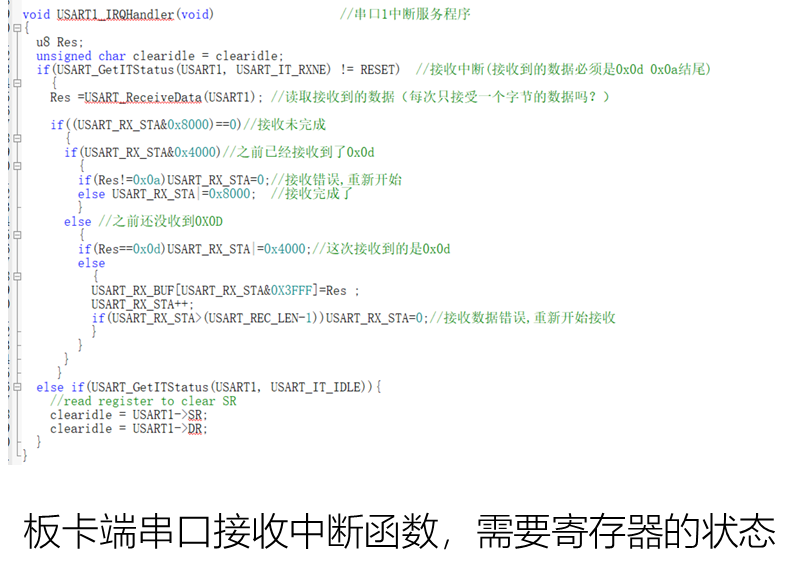 void USART1_IRQHandler(void) //串口1中断服务程序
{
u8 Res;
unsigned char clearidle = clearidle;
if(USART_GetITStatus(USART1, USART_IT_RXNE) != RESET) //接收中断(接收到的数据必须是0x0d 0x0a结尾)
{
Res =USART_ReceiveData(USART1); //读取接收到的数据（每次只接受一个字节的数据吗？）
if((USART_RX_STA&0x8000)==0)//接收未完成
{
if(USART_RX_STA&0x4000)//之前已经接收到了0x0d
{
if(Res!=0x0a)USART_RX_STA=0;//接收错误,重新开始
else USART_RX_STA|=0x8000; //接收完成了
}
else //之前还没收到0X0D
{
if(Res==0x0d)USART_RX_STA|=0x4000;//这次接收到的是0x0d
else
{
USART_RX_BUF[USART_RX_STA&0X3FFF]=Res ;
USART_RX_STA++;
if(USART_RX_STA>(USART_REC_LEN-1))USART_RX_STA=0;//接收数据错误,重新开始接收
}
}
}
}
else if(USART_GetITStatus(USART1, USART_IT_IDLE)){
//read register to clear SR
clearidle = USART1->SR;
clearidle = USART1->DR;
}
}
板卡端串口接收中断函数，需要寄存器的状态